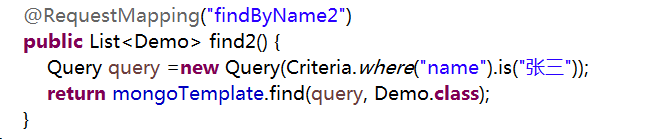 @RequestMapping("findByName2")
public List<Demo> find2() {
Query query =new Query(Criteria.where("name").is("张三"));
return mongoTemplate.find(query, Demo.class);
}